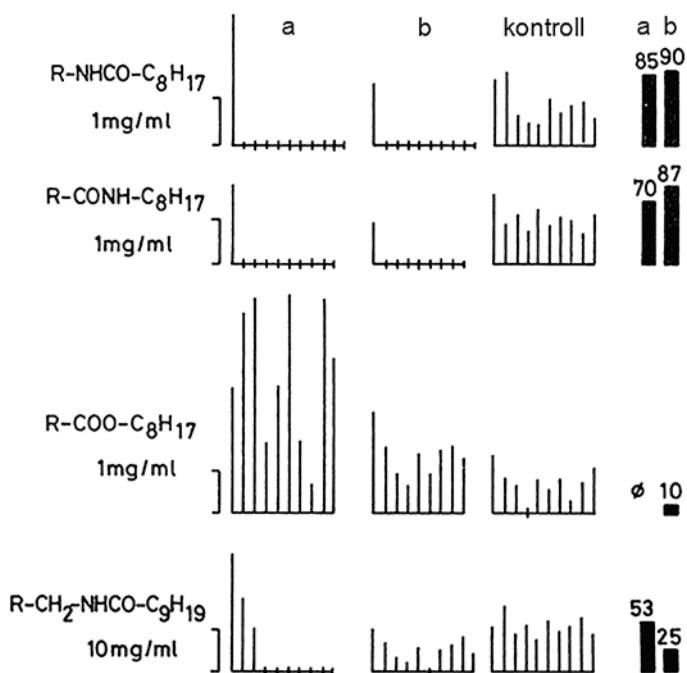 a b kontroll a b
R-NHCO-C₈H₁₇ 85 90
1mg/ml
R-CONH-C₈H₁₇ 70 87
1mg/ml
R-COO-C₈H₁₇
1mg/ml ø 10
R-CH₂-NHCO-C₉H₁₉ 53 25
10mg/ml